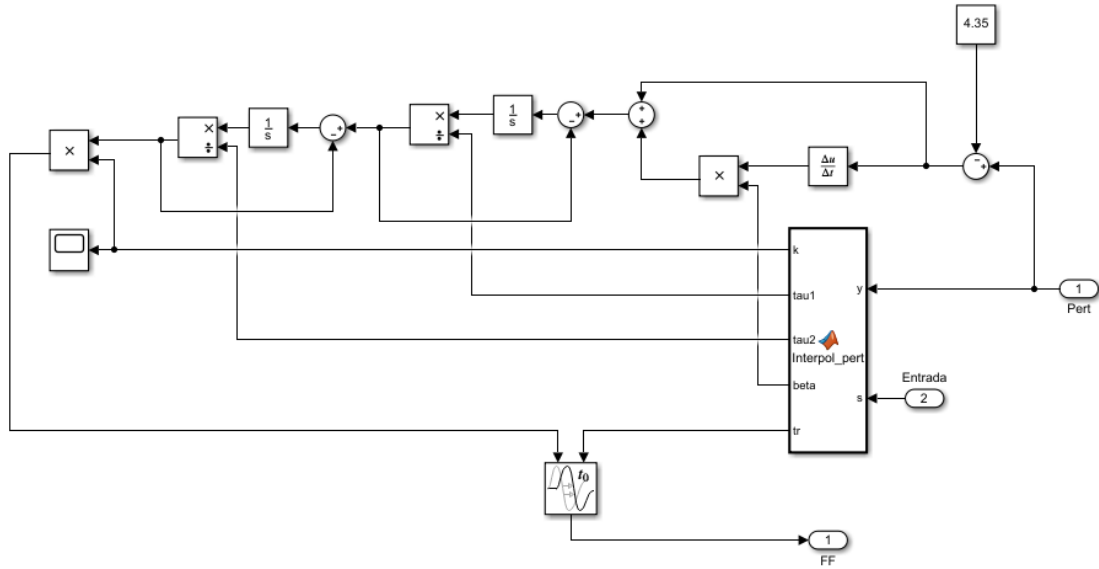 4.35
+
+
-
+
×
÷
1
s
-
+
×
÷
1
s
-
+
×
×
Δu
Δt
-
+
k
tau1
tau2
beta
tr
y
s
Interpol_pert
1
Pert
Entrada
2
t0
1
FF